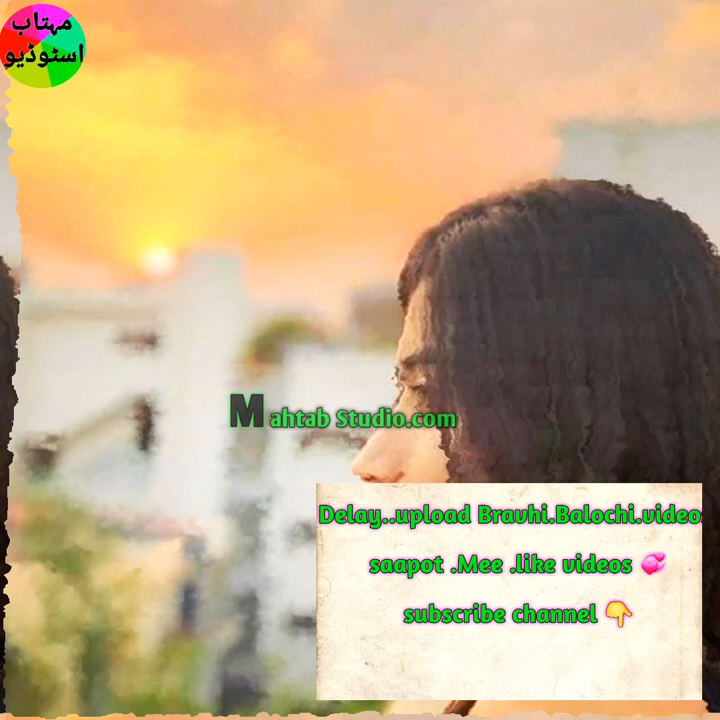 مہتاب
اسٹوڈیو
Mahtab Studio.com
Delay..upload Bravhi.Balochi.video
saapot .Mee .like videos 💞
subscribe channel 👇